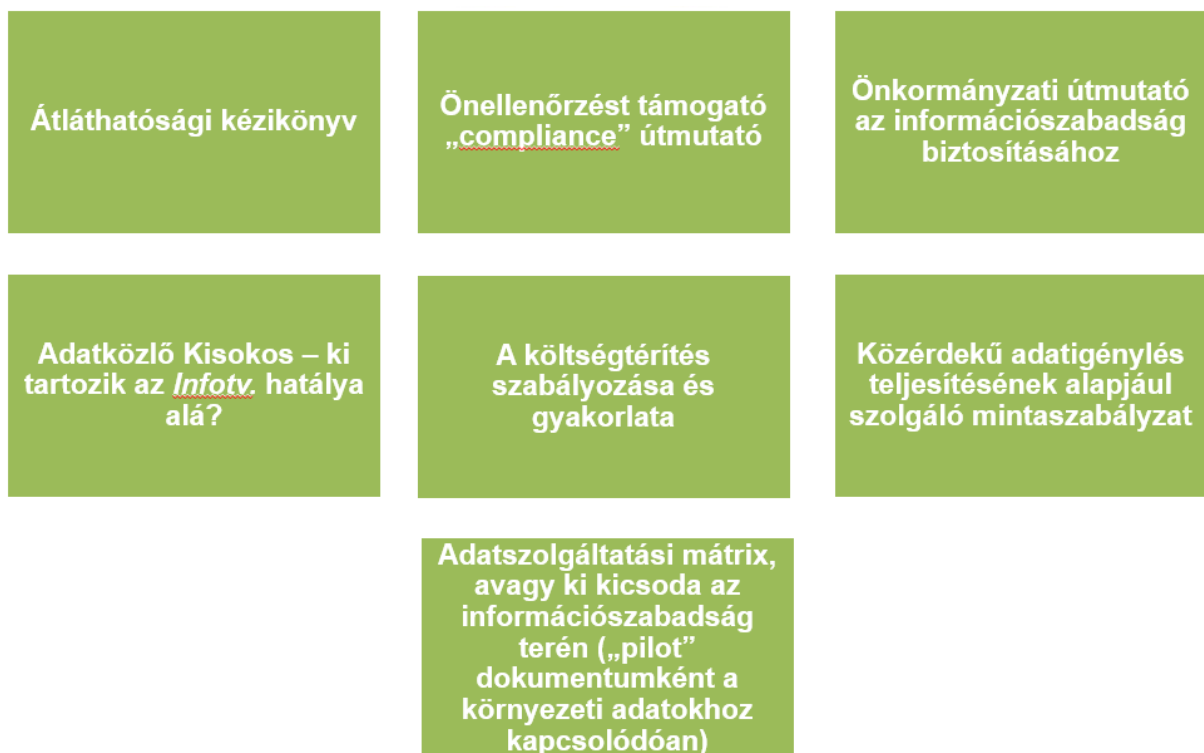 Átláthatósági kézikönyv
Önellenőrzést támogató
„compliance” útmutató
Önkormányzati útmutató
az információszabadság
biztosításához
Adatközlő Kisokos – ki
tartozik az Infotv. hatálya
alá?
A költségtérítés
szabályozása és
gyakorlata
Közérdekű adatigénylés
teljesítésének alapjául
szolgáló mintaszabályzat
Adatszolgáltatási mátrix,
avagy ki kicsoda az
információszabadság
terén („pilot”
dokumentumként a
környezeti adatokhoz
kapcsolódóan)